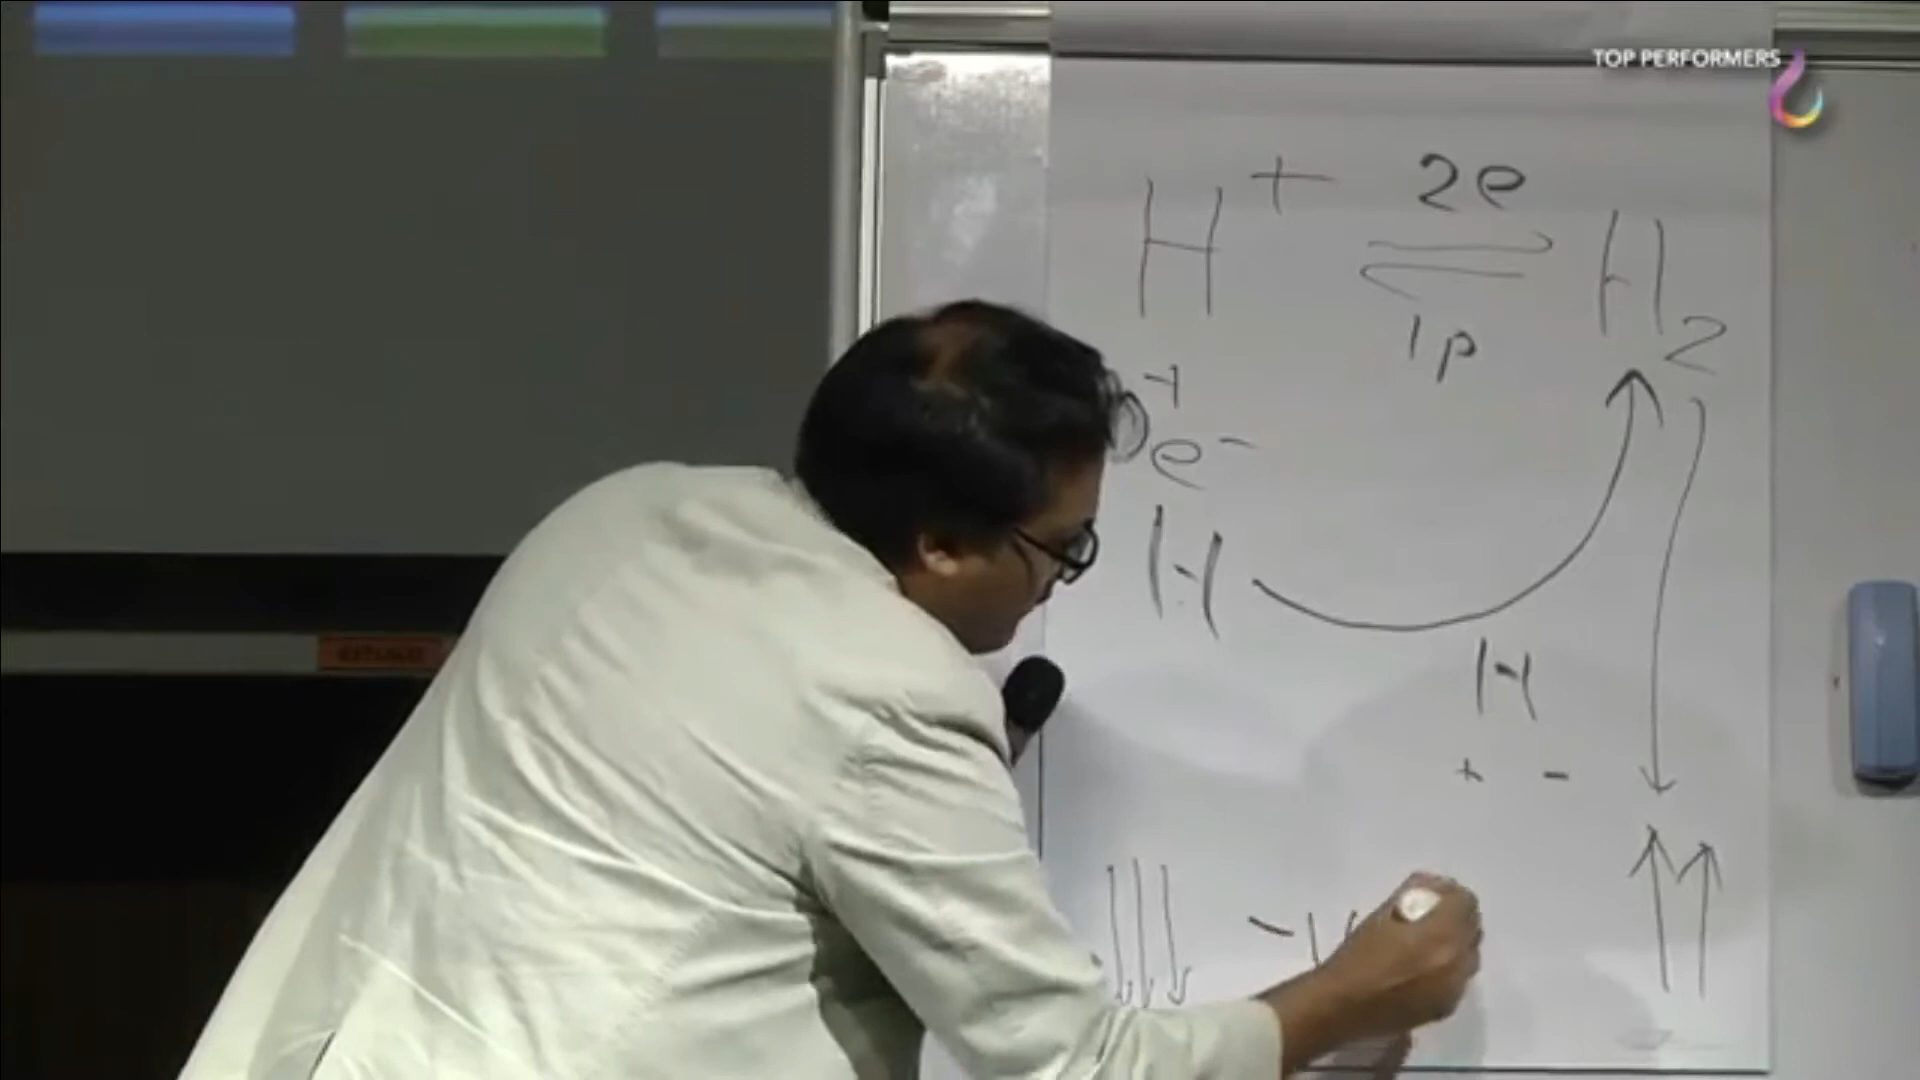 TOP PERFORMERS
H+ 2e ⇌ 1p H2
+
e-
H
H
+ -